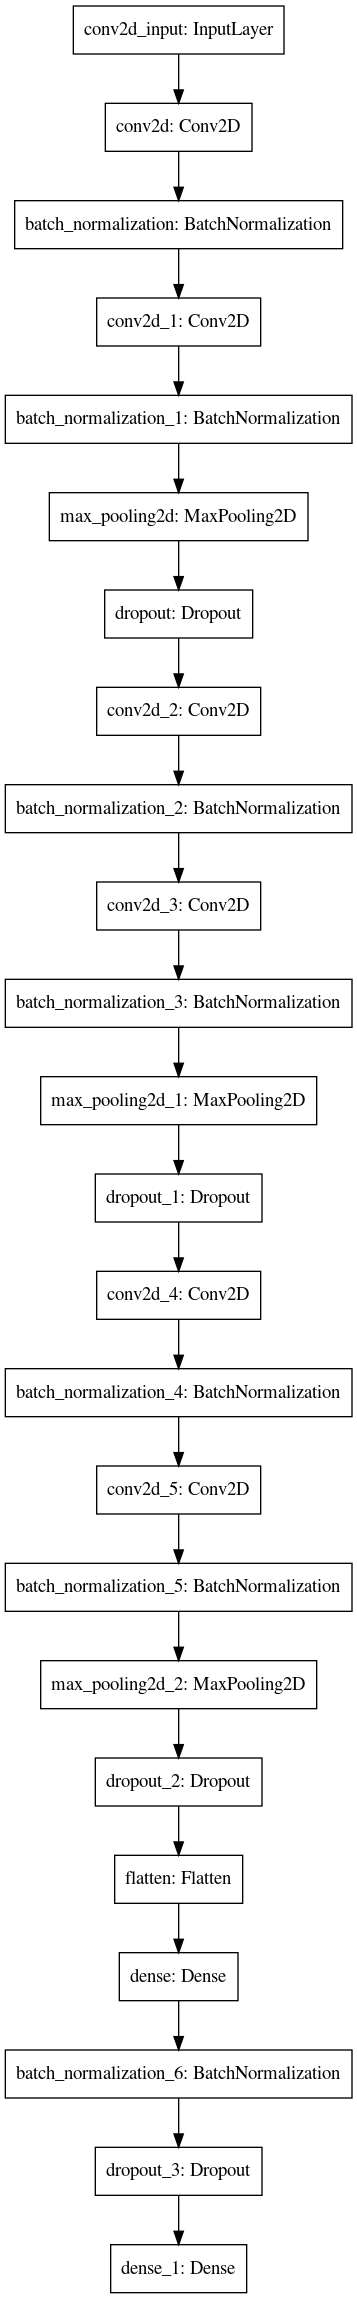 conv2d_input: InputLayer
conv2d: Conv2D
batch_normalization: BatchNormalization
conv2d_1: Conv2D
batch_normalization_1: BatchNormalization
max_pooling2d: MaxPooling2D
dropout: Dropout
conv2d_2: Conv2D
batch_normalization_2: BatchNormalization
conv2d_3: Conv2D
batch_normalization_3: BatchNormalization
max_pooling2d_1: MaxPooling2D
dropout_1: Dropout
conv2d_4: Conv2D
batch_normalization_4: BatchNormalization
conv2d_5: Conv2D
batch_normalization_5: BatchNormalization
max_pooling2d_2: MaxPooling2D
dropout_2: Dropout
flatten: Flatten
dense: Dense
batch_normalization_6: BatchNormalization
dropout_3: Dropout
dense_1: Dense